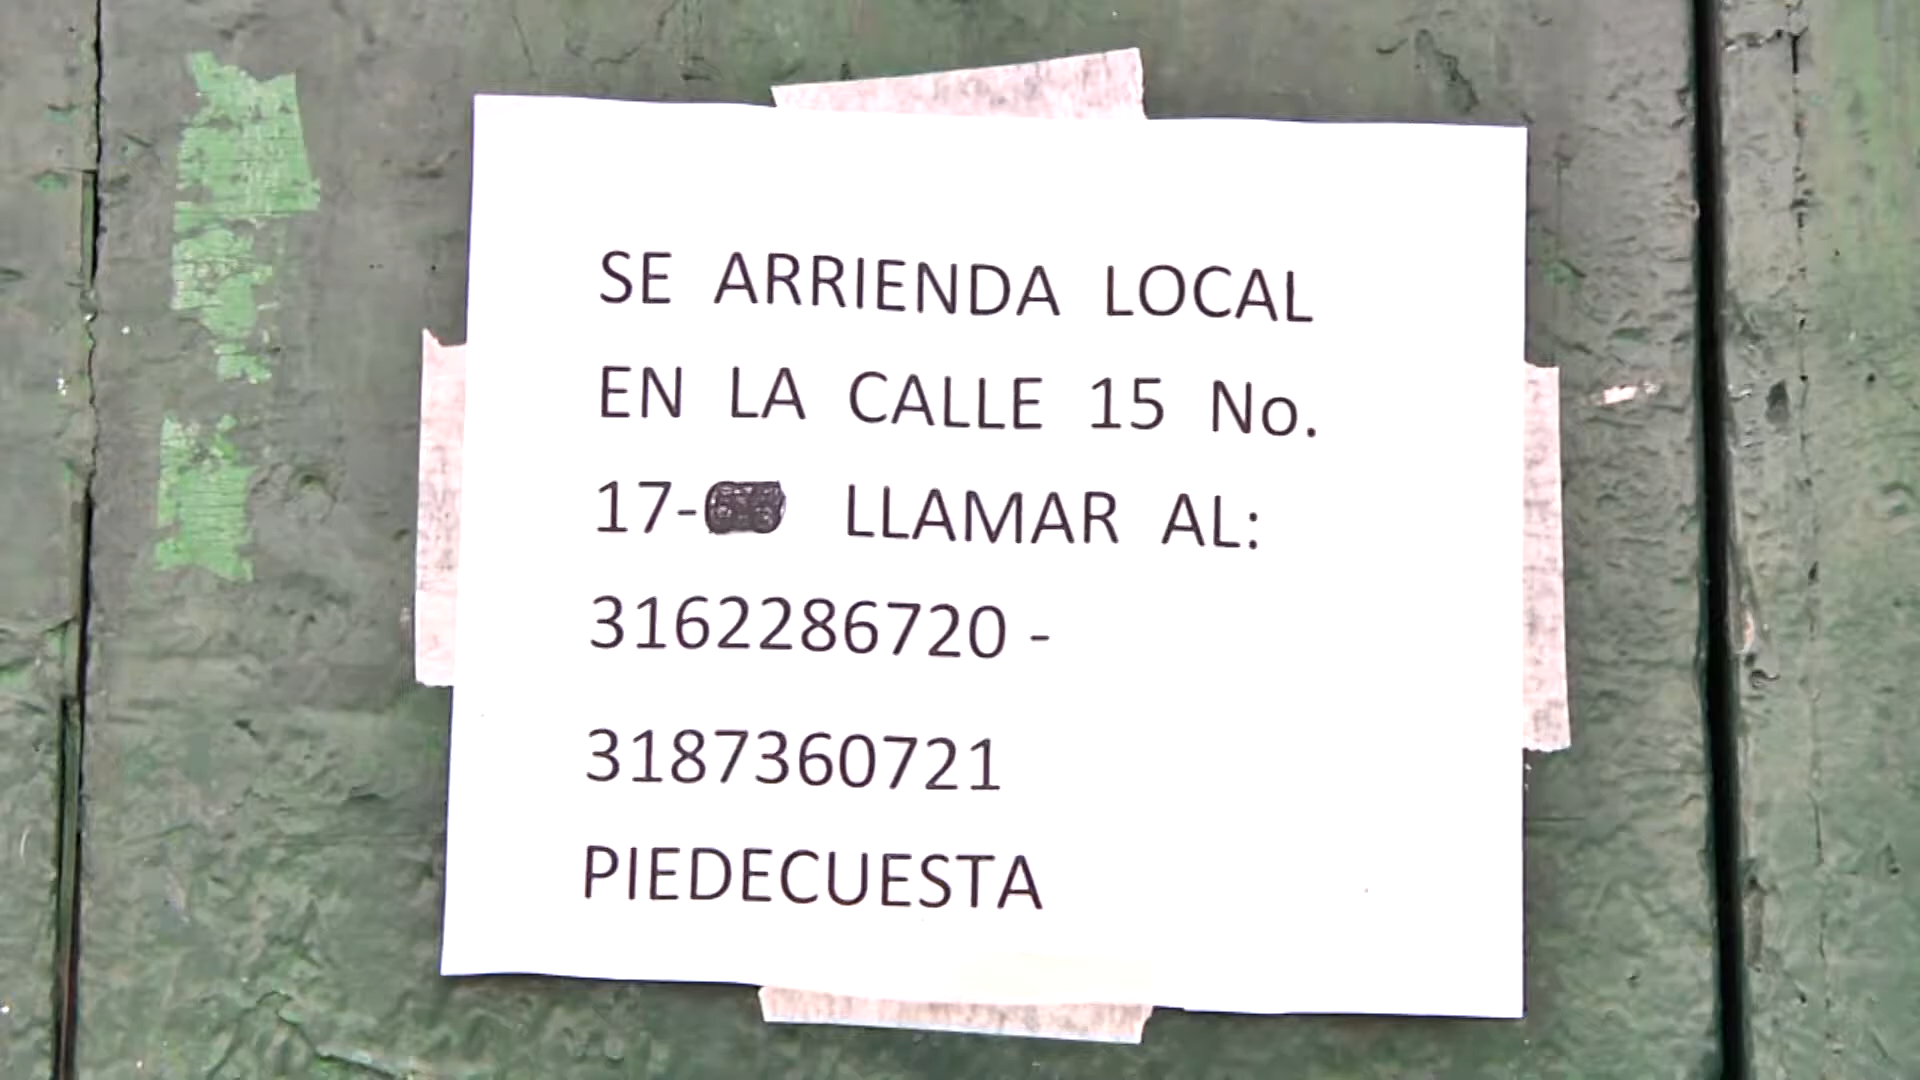 SE ARRIENDA LOCAL
EN LA CALLE 15 No.
17- LLAMAR AL:
3162286720 -
3187360721
PIEDECUESTA